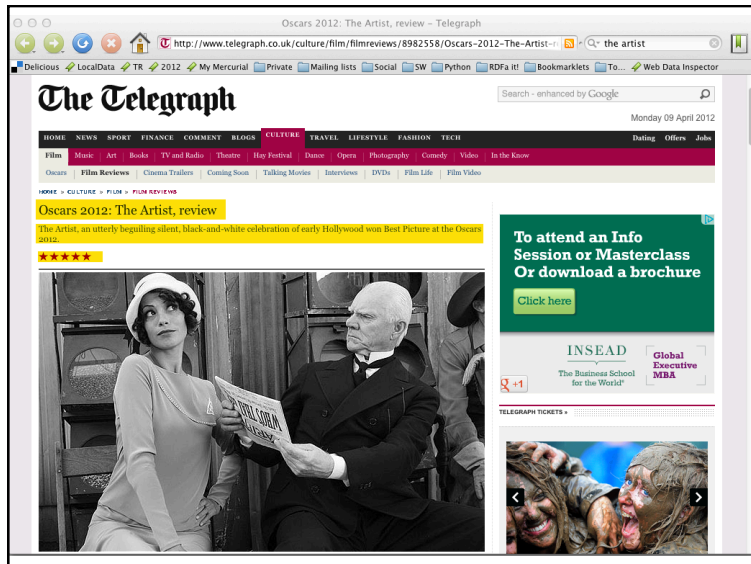 Oscars 2012: The Artist, review – Telegraph
http://www.telegraph.co.uk/culture/film/filmreviews/8982558/Oscars-2012-The-Artist-r
the artist
Delicious LocalData TR 2012 My Mercurial Private Mailing lists Social SW Python RDFa it! Bookmarklets To... Web Data Inspector
The Telegraph
Search - enhanced by Google
Monday 09 April 2012
HOME NEWS SPORT FINANCE COMMENT BLOGS CULTURE TRAVEL LIFESTYLE FASHION TECH Dating Offers Jobs
Film Music Art Books TV and Radio Theatre Hay Festival Dance Opera Photography Comedy Video In the Know
Oscars Film Reviews Cinema Trailers Coming Soon Talking Movies Interviews DVDs Film Life Film Video
HOME » CULTURE » FILM » FILM REVIEWS
Oscars 2012: The Artist, review
The Artist, an utterly beguiling silent, black-and-white celebration of early Hollywood won Best Picture at the Oscars
2012.
★★★★★
WHO'S THAT
To attend an Info
Session or Masterclass
Or download a brochure
Click here
INSEAD
The Business School
for the World®
Global
Executive
MBA
g +1
TELEGRAPH TICKETS »